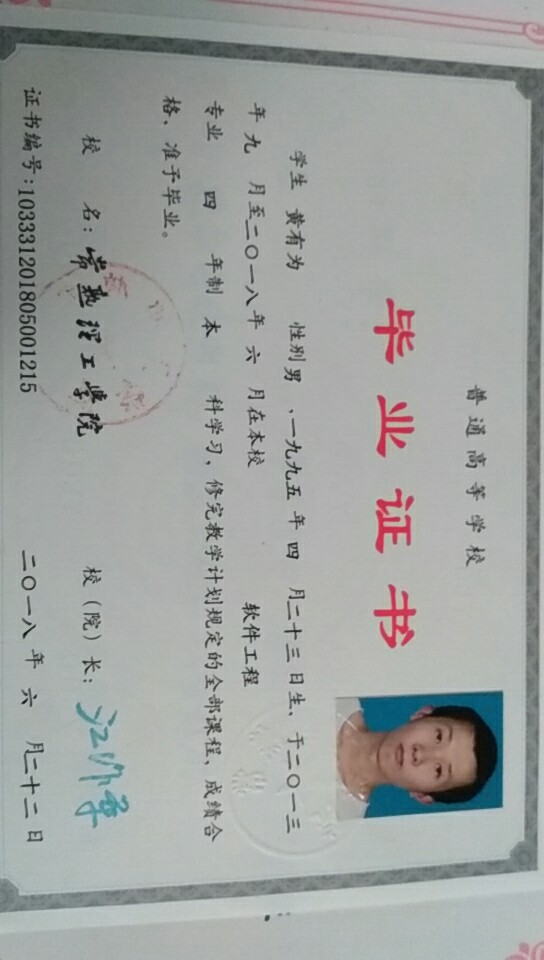 普通高等学校
毕业证书
学生 黄有为 性别 男，一九九五年 四 月二十三日生、于二〇一三
年 九 月至二〇一八年 六 月在本校 软件工程
专业 四 年制 本 科学习，修完教学计划规定的全部课程，成绩合
格、准予毕业。
校 名：常熟理工学院 校（院）长：
证书编号：103331201805001215 二〇一八 年 六 月二十二日